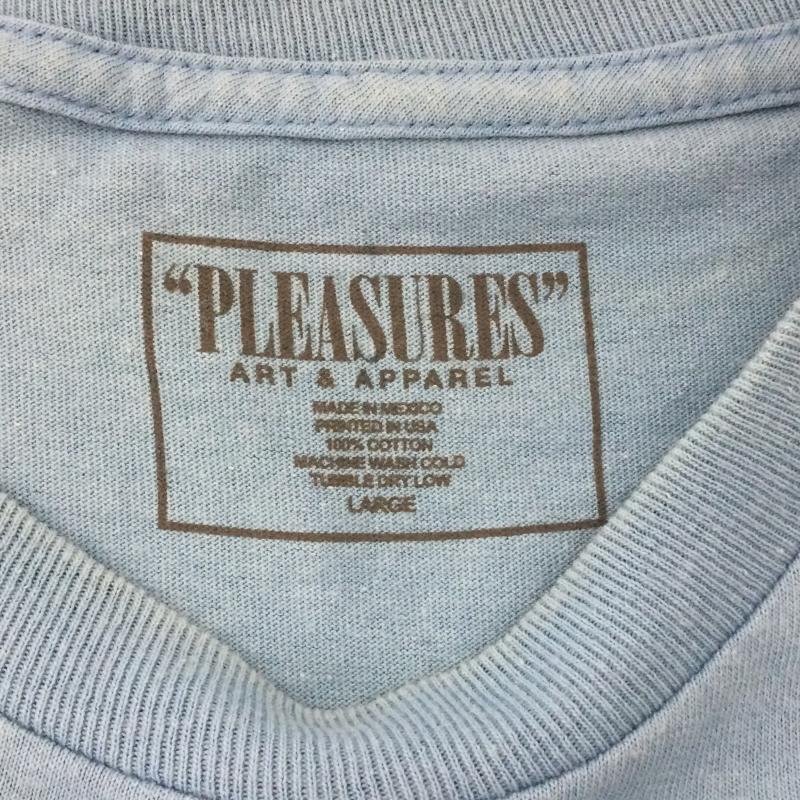 “PLEASURES”
ART & APPAREL
MADE IN MEXICO
PRINTED IN USA
100% COTTON
MACHINE WASH COLD
TUMBLE DRY LOW
LARGE